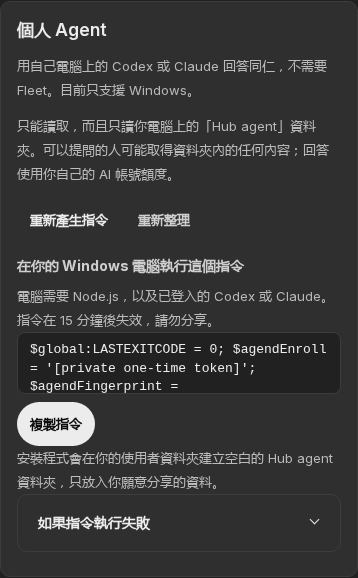 個人 Agent
用自己電腦上的 Codex 或 Claude 回答同仁，不需要
Fleet。目前只支援 Windows。
只能讀取，而且只讀你電腦上的「Hub agent」資料
夾。可以提問的人可能取得資料夾內的任何內容；回答
使用你自己的 AI 帳號額度。
重新產生指令 重新整理
在你的 Windows 電腦執行這個指令
電腦需要 Node.js，以及已登入的 Codex 或 Claude。
指令在 15 分鐘後失效，請勿分享。
$global:LASTEXITCODE = 0; $agendEnroll
= '[private one-time token]';
$agendFingerprint =
複製指令
安裝程式會在你的使用者資料夾建立空白的 Hub agent
資料夾，只放入你願意分享的資料。
如果指令執行失敗